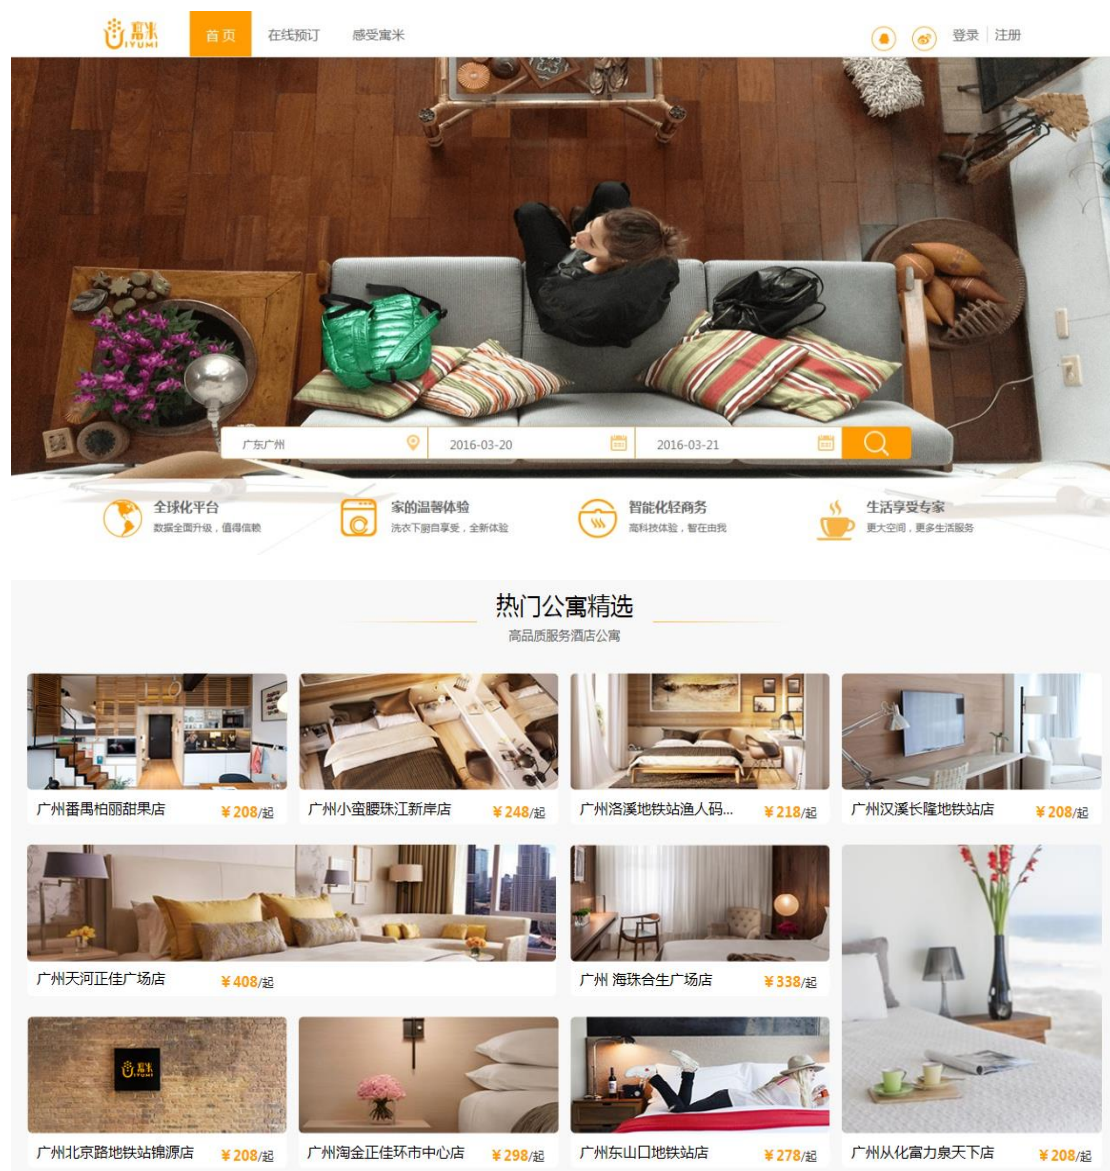 寓米
IYUMI
首页
在线预订
感受寓米
登录
注册
广东广州
2016-03-20
2016-03-21
全球化平台
数据全面升级，值得信赖
家的温馨体验
洗衣下厨自享受，全新体验
智能化轻商务
高科技体验，智在由我
生活享受专家
更大空间，更多生活服务
热门公寓精选
高品质服务酒店公寓
广州番禺柏丽甜果店
¥208/起
广州小蛮腰珠江新岸店
¥248/起
广州洛溪地铁站渔人码...
¥218/起
广州汉溪长隆地铁站店
¥208/起
广州天河正佳广场店
¥408/起
广州 海珠合生广场店
¥338/起
寓米
IYUMI
广州北京路地铁站锦源店
¥208/起
广州淘金正佳环市中心店
¥298/起
广州东山口地铁站店
¥278/起
广州从化富力泉天下店
¥208/起